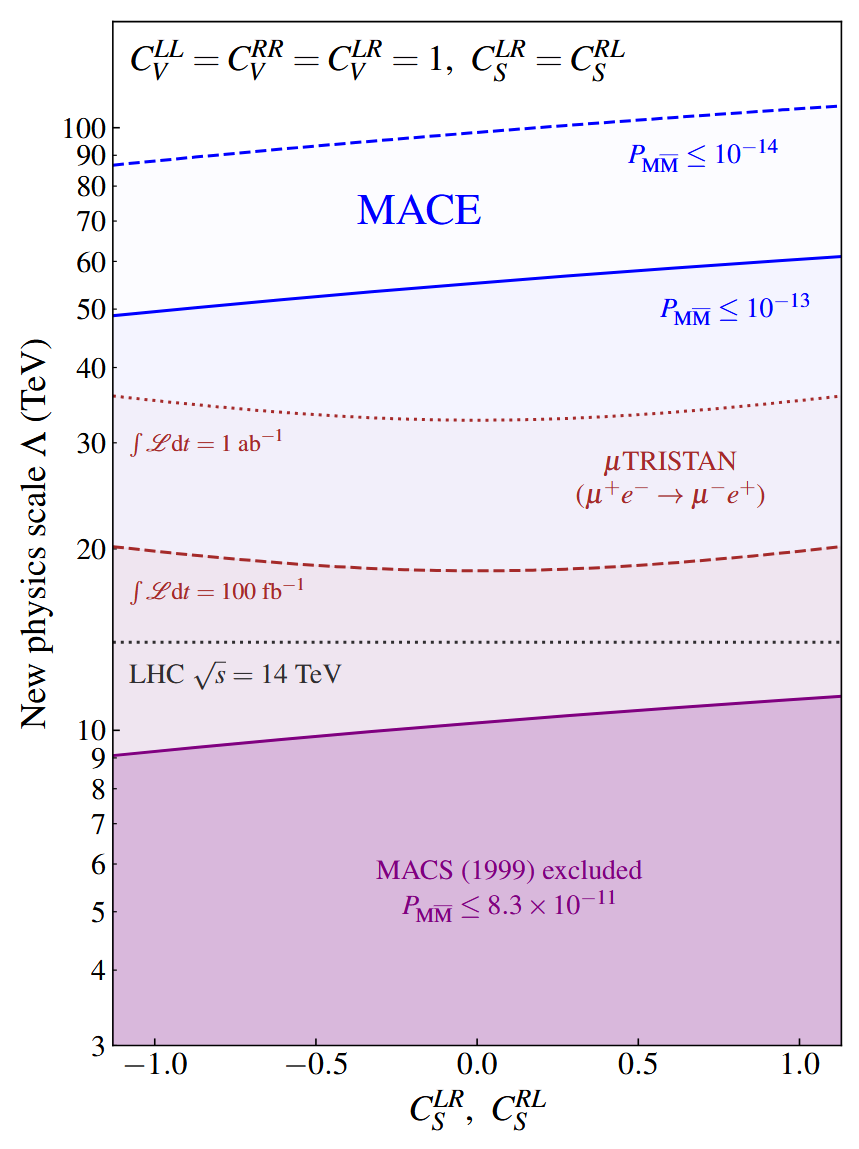 C_V^{LL} = C_V^{RR} = C_V^{LR} = 1, C_S^{LR} = C_S^{RL}
100
90
80
70
60
50
40
30
20
10
9
8
7
6
5
4
3
New physics scale Λ (TeV)
P_{MM̅} ≤ 10^{−14}
MACE
P_{MM̅} ≤ 10^{−13}
∫ ℒdt = 1 ab^{−1}
μTRISTAN
(μ⁺e⁻ → μ⁻e⁺)
∫ ℒdt = 100 fb^{−1}
LHC √s = 14 TeV
MACS (1999) excluded
P_{MM̅} ≤ 8.3 × 10^{−11}
−1.0 −0.5 0.0 0.5 1.0
C_S^{LR}, C_S^{RL}